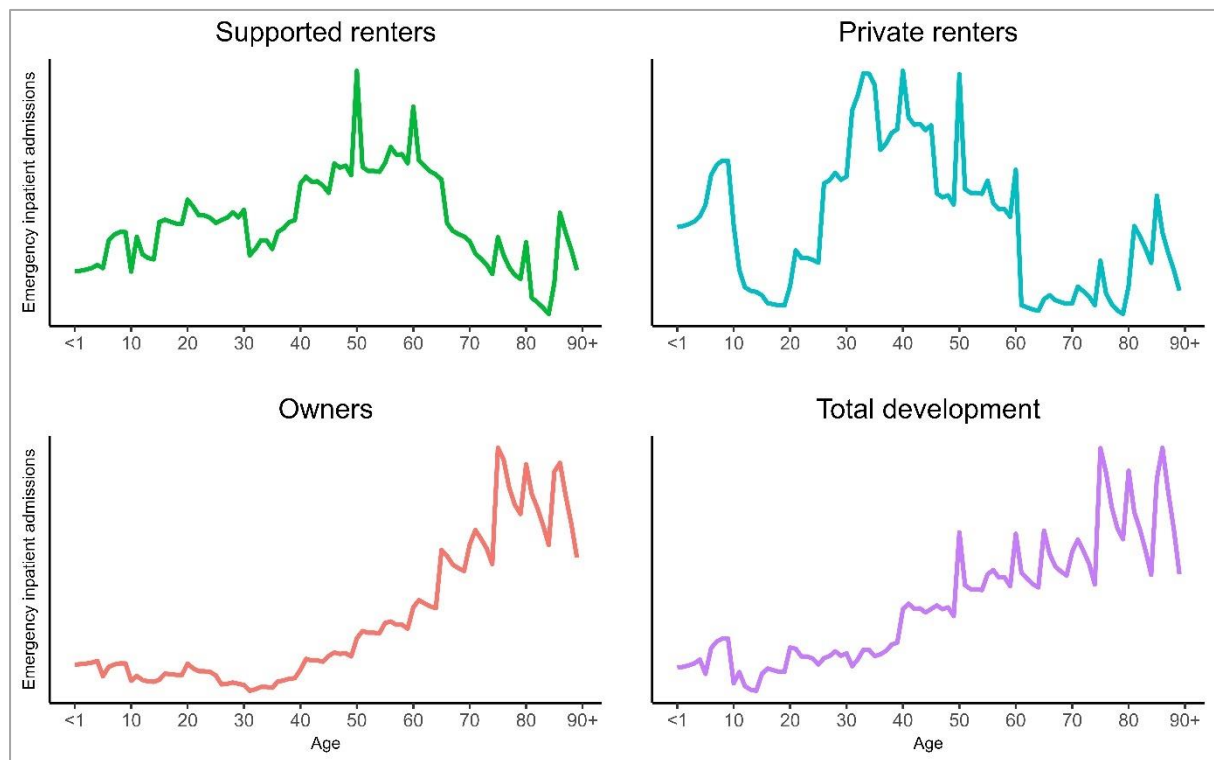 Supported renters
Private renters
Emergency inpatient admissions
<1 10 20 30 40 50 60 70 80 90+
<1 10 20 30 40 50 60 70 80 90+
Owners
Total development
Emergency inpatient admissions
<1 10 20 30 40 50 60 70 80 90+
<1 10 20 30 40 50 60 70 80 90+
Age
Age